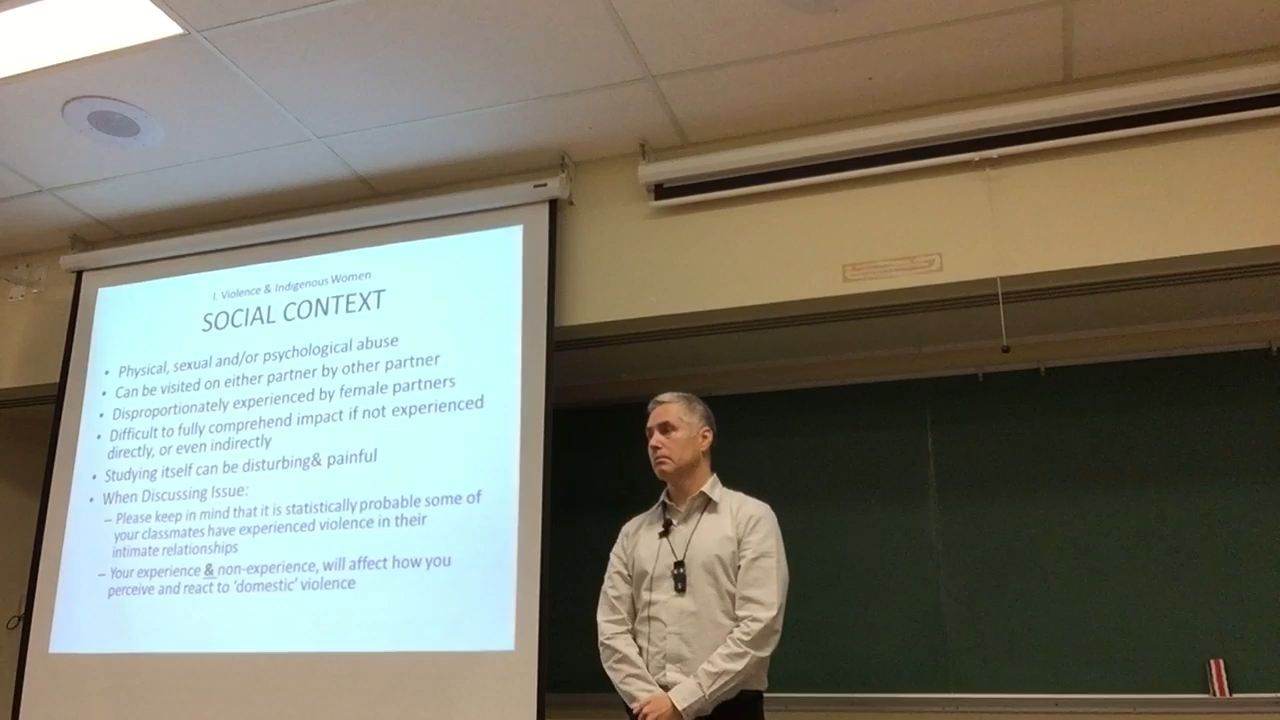 I. Violence & Indigenous Women
SOCIAL CONTEXT
• Physical, sexual and/or psychological abuse
• Can be visited on either partner by other partner
• Disproportionately experienced by female partners
• Difficult to fully comprehend impact if not experienced
directly, or even indirectly
• Studying itself can be disturbing& painful
• When Discussing Issue:
– Please keep in mind that it is statistically probable some of
your classmates have experienced violence in their
intimate relationships
– Your experience & non-experience, will affect how you
perceive and react to 'domestic' violence